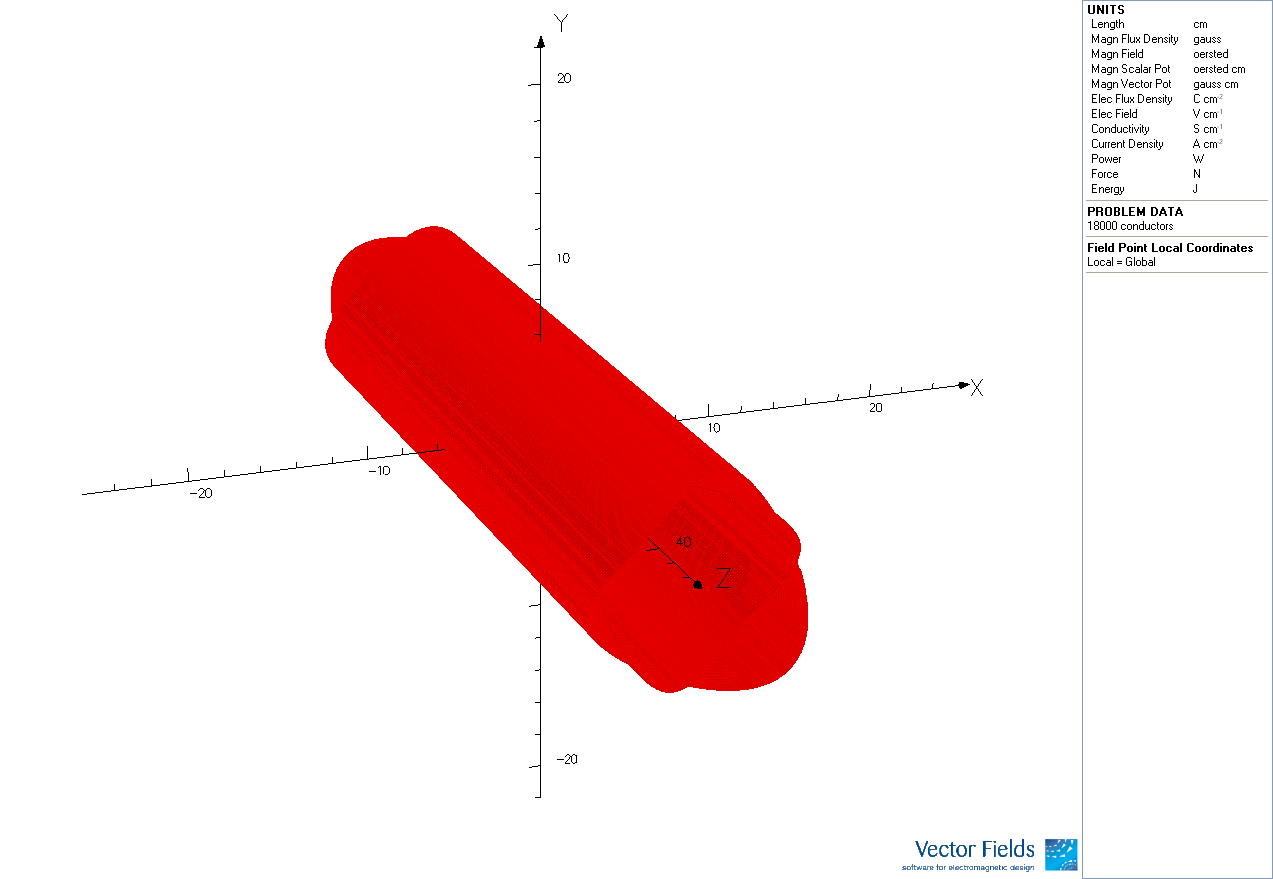 Y
20
10
X
20
10
-10
-20
40
Z
-20
UNITS
Length cm
Magn Flux Density gauss
Magn Field oersted
Magn Scalar Pot oersted cm
Magn Vector Pot gauss cm
Elec Flux Density C cm⁻²
Elec Field V cm⁻¹
Conductivity S cm⁻¹
Current Density A cm⁻²
Power W
Force N
Energy J
PROBLEM DATA
18000 conductors
Field Point Local Coordinates
Local = Global
Vector Fields
software for electromagnetic design